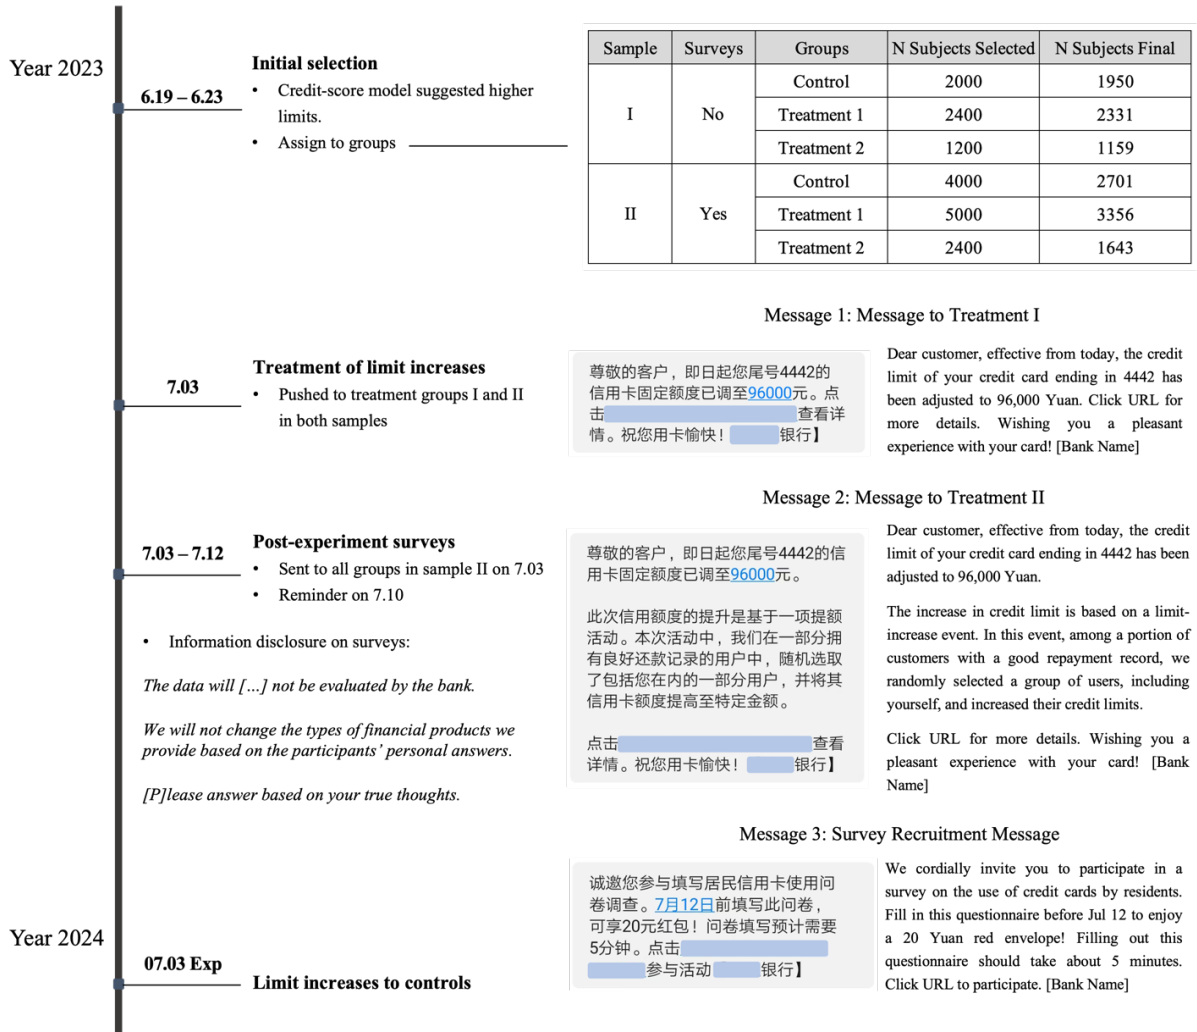 Year 2023
6.19 – 6.23
Initial selection
• Credit-score model suggested higher
limits.
• Assign to groups
Sample Surveys Groups N Subjects Selected N Subjects Final
I No Control 2000 1950
Treatment 1 2400 2331
Treatment 2 1200 1159
II Yes Control 4000 2701
Treatment 1 5000 3356
Treatment 2 2400 1643
7.03
Treatment of limit increases
• Pushed to treatment groups I and II
in both samples
Message 1: Message to Treatment I
尊敬的客户，即日起您尾号4442的
信用卡固定额度已调至96000元。点
击 查看详
情。祝您用卡愉快！ 银行】
Dear customer, effective from today, the credit
limit of your credit card ending in 4442 has
been adjusted to 96,000 Yuan. Click URL for
more details. Wishing you a pleasant
experience with your card! [Bank Name]
7.03 – 7.12
Post-experiment surveys
• Sent to all groups in sample II on 7.03
• Reminder on 7.10
• Information disclosure on surveys:
The data will […] not be evaluated by the bank.
We will not change the types of financial products we
provide based on the participants’ personal answers.
[P]lease answer based on your true thoughts.
Message 2: Message to Treatment II
尊敬的客户，即日起您尾号4442的信
用卡固定额度已调至96000元。
此次信用额度的提升是基于一项提额
活动。本次活动中，我们在一部分拥
有良好还款记录的用户中，随机选取
了包括您在内的一部分用户，并将其
信用卡额度提高至特定金额。
点击 查看
详情。祝您用卡愉快！ 银行】
Dear customer, effective from today, the credit
limit of your credit card ending in 4442 has been
adjusted to 96,000 Yuan.
The increase in credit limit is based on a limit-
increase event. In this event, among a portion of
customers with a good repayment record, we
randomly selected a group of users, including
yourself, and increased their credit limits.
Click URL for more details. Wishing you a
pleasant experience with your card! [Bank
Name]
Message 3: Survey Recruitment Message
诚邀您参与填写居民信用卡使用问
卷调查。7月12日前填写此问卷，
可享20元红包！问卷填写预计需要
5分钟。点击
参与活动 银行】
We cordially invite you to participate in a
survey on the use of credit cards by residents.
Fill in this questionnaire before Jul 12 to enjoy
a 20 Yuan red envelope! Filling out this
questionnaire should take about 5 minutes.
Click URL to participate. [Bank Name]
Year 2024
07.03 Exp
Limit increases to controls